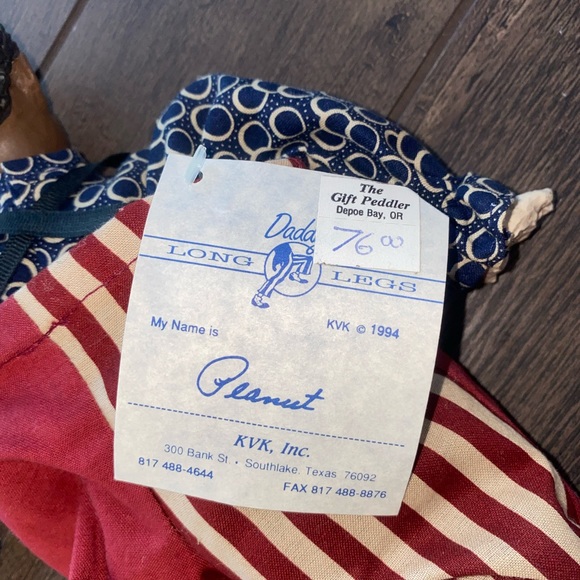 The
Gift Peddler
Depoe Bay, OR
76 00
Daddy
LONG LEGS
My Name is
KVK © 1994
Peanut
KVK, Inc.
300 Bank St • Southlake, Texas 76092
817 488-4644
FAX 817 488-8876